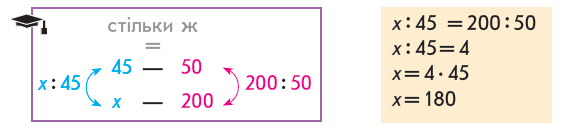 стільки ж
=
45 — 50
x : 45
200 : 50
x — 200
x : 45 = 200 : 50
x : 45 = 4
x = 4 · 45
x = 180